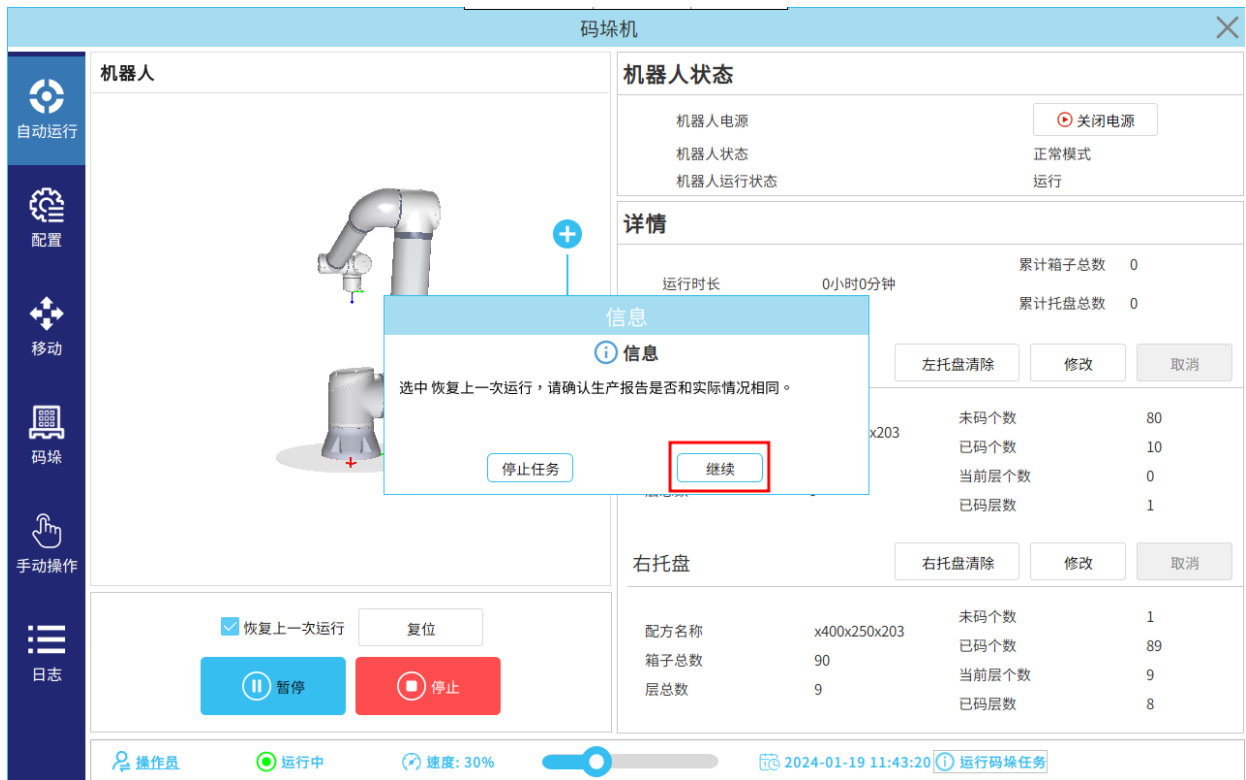 码垛机
自动运行
配置
移动
码垛
手动操作
日志
机器人
机器人状态
机器人电源 关闭电源
机器人状态 正常模式
机器人运行状态 运行
详情
运行时长 0小时0分钟
累计箱子总数 0
累计托盘总数 0
左托盘清除 修改 取消
x203
未码个数 80
已码个数 10
当前层个数 0
已码层数 1
信息
信息
选中 恢复上一次运行，请确认生产报告是否和实际情况相同。
停止任务 继续
右托盘 右托盘清除 修改 取消
配方名称 x400x250x203
箱子总数 90
层总数 9
未码个数 1
已码个数 89
当前层个数 9
已码层数 8
恢复上一次运行 复位
暂停 停止
操作员 运行中 速度: 30% 2024-01-19 11:43:20 运行码垛任务